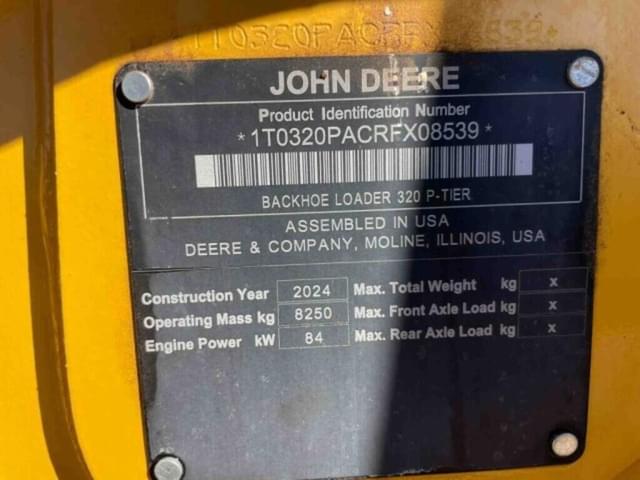 1T0320PACRFX 8539*
JOHN DEERE
Product Identification Number
*1T0320PACRFX08539*
BACKHOE LOADER 320 P-TIER
ASSEMBLED IN USA
DEERE & COMPANY, MOLINE, ILLINOIS, USA
Construction Year 2024 Max. Total Weight kg x
Operating Mass kg 8250 Max. Front Axle Load kg x
Engine Power kW 84 Max. Rear Axle Load kg x